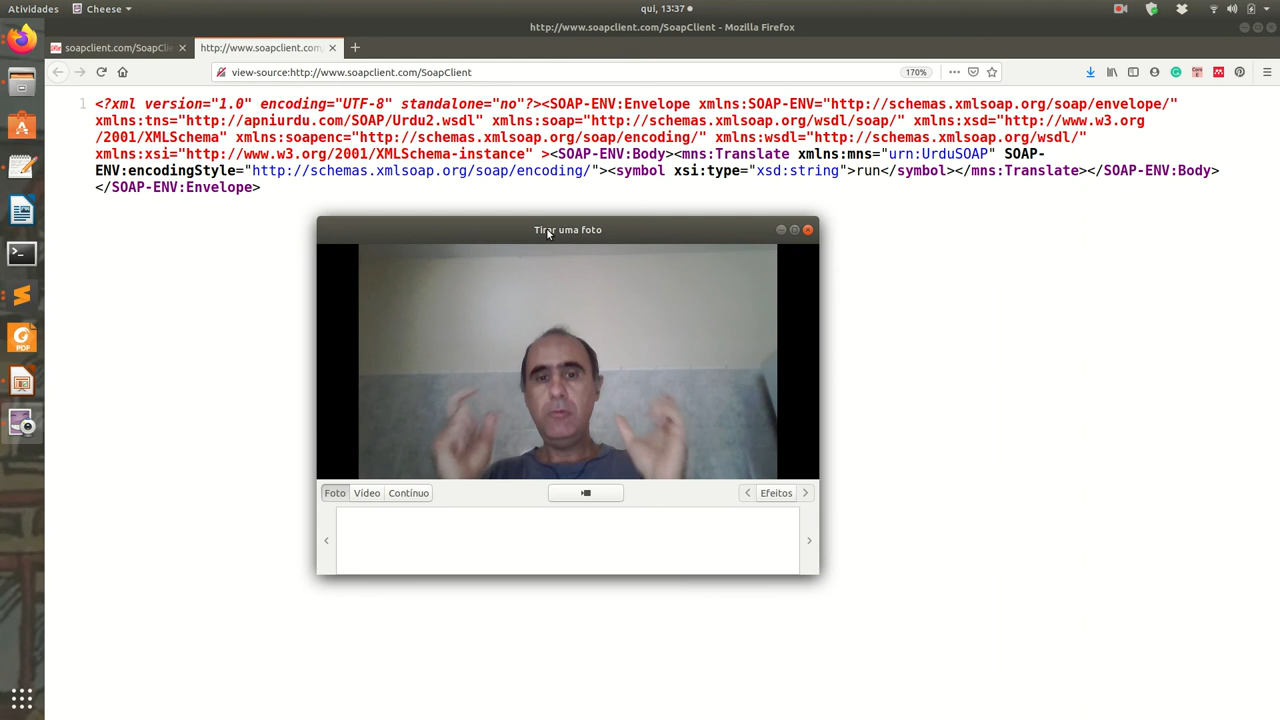 Atividades Cheese qui, 13:37
http://www.soapclient.com/SoapClient - Mozilla Firefox
soapclient.com/SoapCli http://www.soapclient.com/
view-source:http://www.soapclient.com/SoapClient 170%
1 <?xml version="1.0" encoding="UTF-8" standalone="no"?><SOAP-ENV:Envelope xmlns:SOAP-ENV="http://schemas.xmlsoap.org/soap/envelope/"
xmlns:tns="http://apniurdu.com/SOAP/Urdu2.wsdl" xmlns:soap="http://schemas.xmlsoap.org/wsdl/soap/" xmlns:xsd="http://www.w3.org
/2001/XMLSchema" xmlns:soapenc="http://schemas.xmlsoap.org/soap/encoding/" xmlns:wsdl="http://schemas.xmlsoap.org/wsdl/"
xmlns:xsi="http://www.w3.org/2001/XMLSchema-instance" ><SOAP-ENV:Body><mns:Translate xmlns:mns="urn:UrduSOAP" SOAP-
ENV:encodingStyle="http://schemas.xmlsoap.org/soap/encoding/"><symbol xsi:type="xsd:string">run</symbol></mns:Translate></SOAP-ENV:Body>
</SOAP-ENV:Envelope>
Tirar uma foto
Foto Vídeo Contínuo Efeitos
PDF